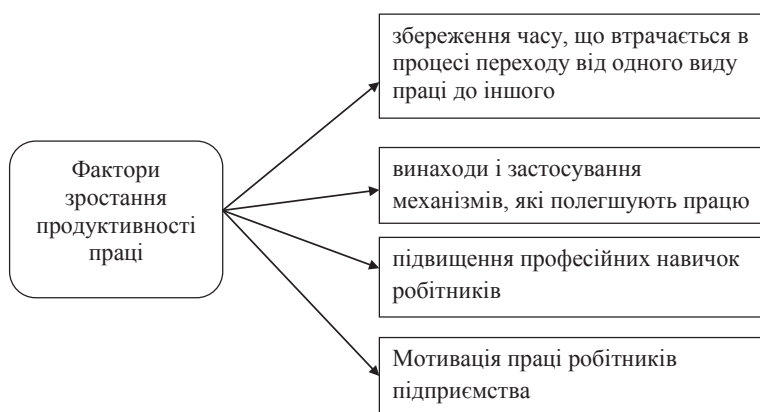 Фактори
зростання
продуктивності
праці
збереження часу, що втрачається в
процесі переходу від одного виду
праці до іншого
винаходи і застосування
механізмів, які полегшують працю
підвищення професійних навичок
робітників
Мотивація праці робітників
підприємства